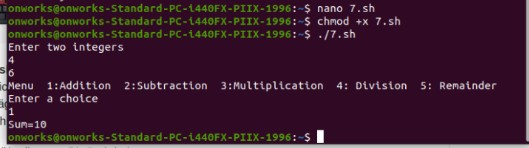 onworks@onworks-Standard-PC-i440FX-PIIX-1996:~$ nano 7.sh
onworks@onworks-Standard-PC-i440FX-PIIX-1996:~$ chmod +x 7.sh
onworks@onworks-Standard-PC-i440FX-PIIX-1996:~$ ./7.sh
Enter two integers
4
6
Menu  1:Addition  2:Subtraction  3:Multiplication  4: Division  5: Remainder
Enter a choice
1
Sum=10
onworks@onworks-Standard-PC-i440FX-PIIX-1996:~$